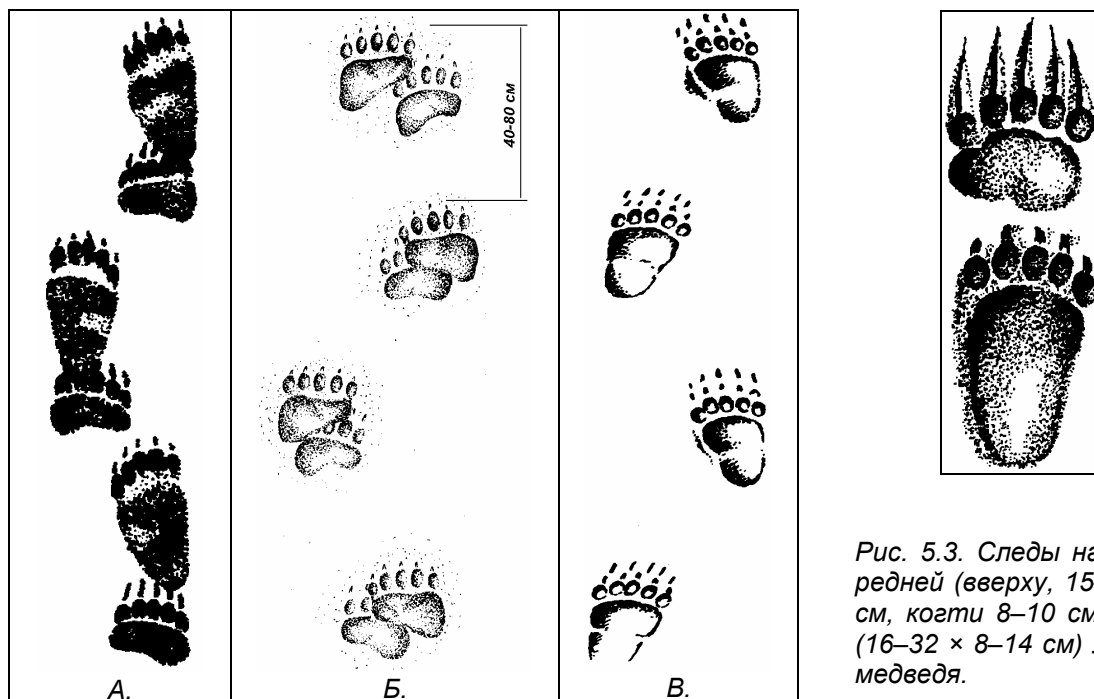 40-80 см
А.
Б.
В.
Рис. 5.3. Следы на
редней (вверху, 15
см, когти 8–10 см
(16–32 × 8–14 см)
медведя.